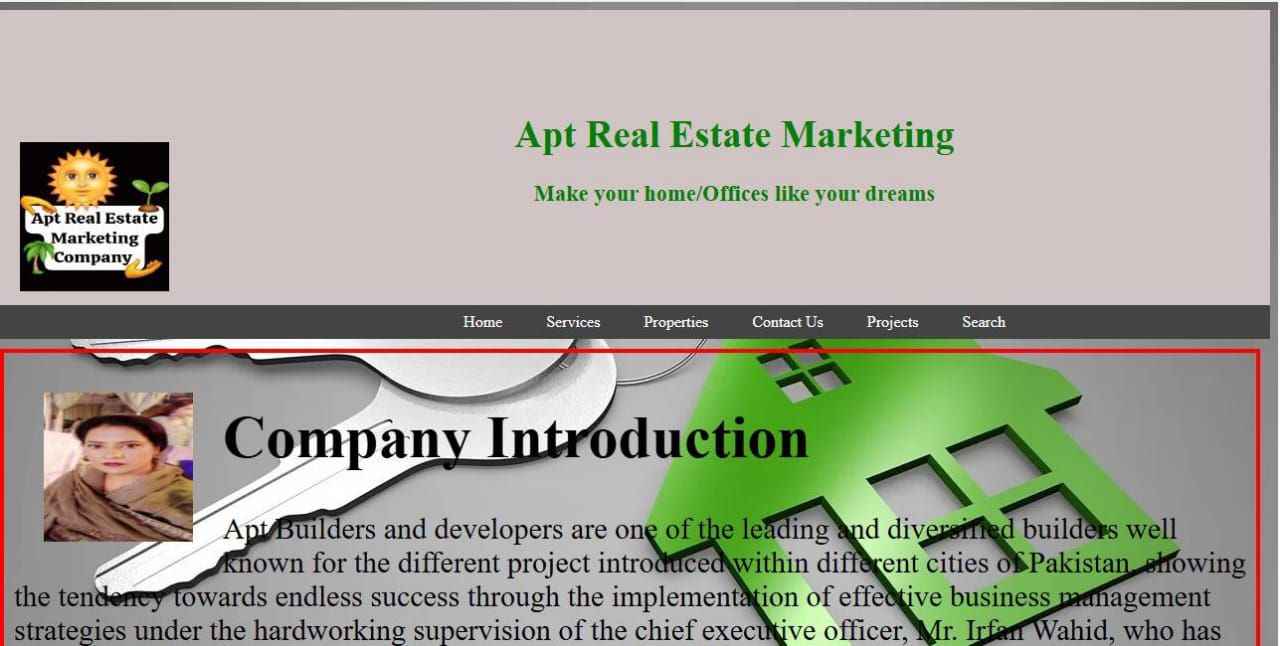 Apt Real Estate Marketing
Make your home/Offices like your dreams
Apt Real Estate
Marketing
Company
Home Services Properties Contact Us Projects Search
Company Introduction
Apt Builders and developers are one of the leading and diversified builders well
known for the different project introduced within different cities of Pakistan, showing
the tendency towards endless success through the implementation of effective business management
strategies under the hardworking supervision of the chief executive officer, Mr. Irfan Wahid, who has